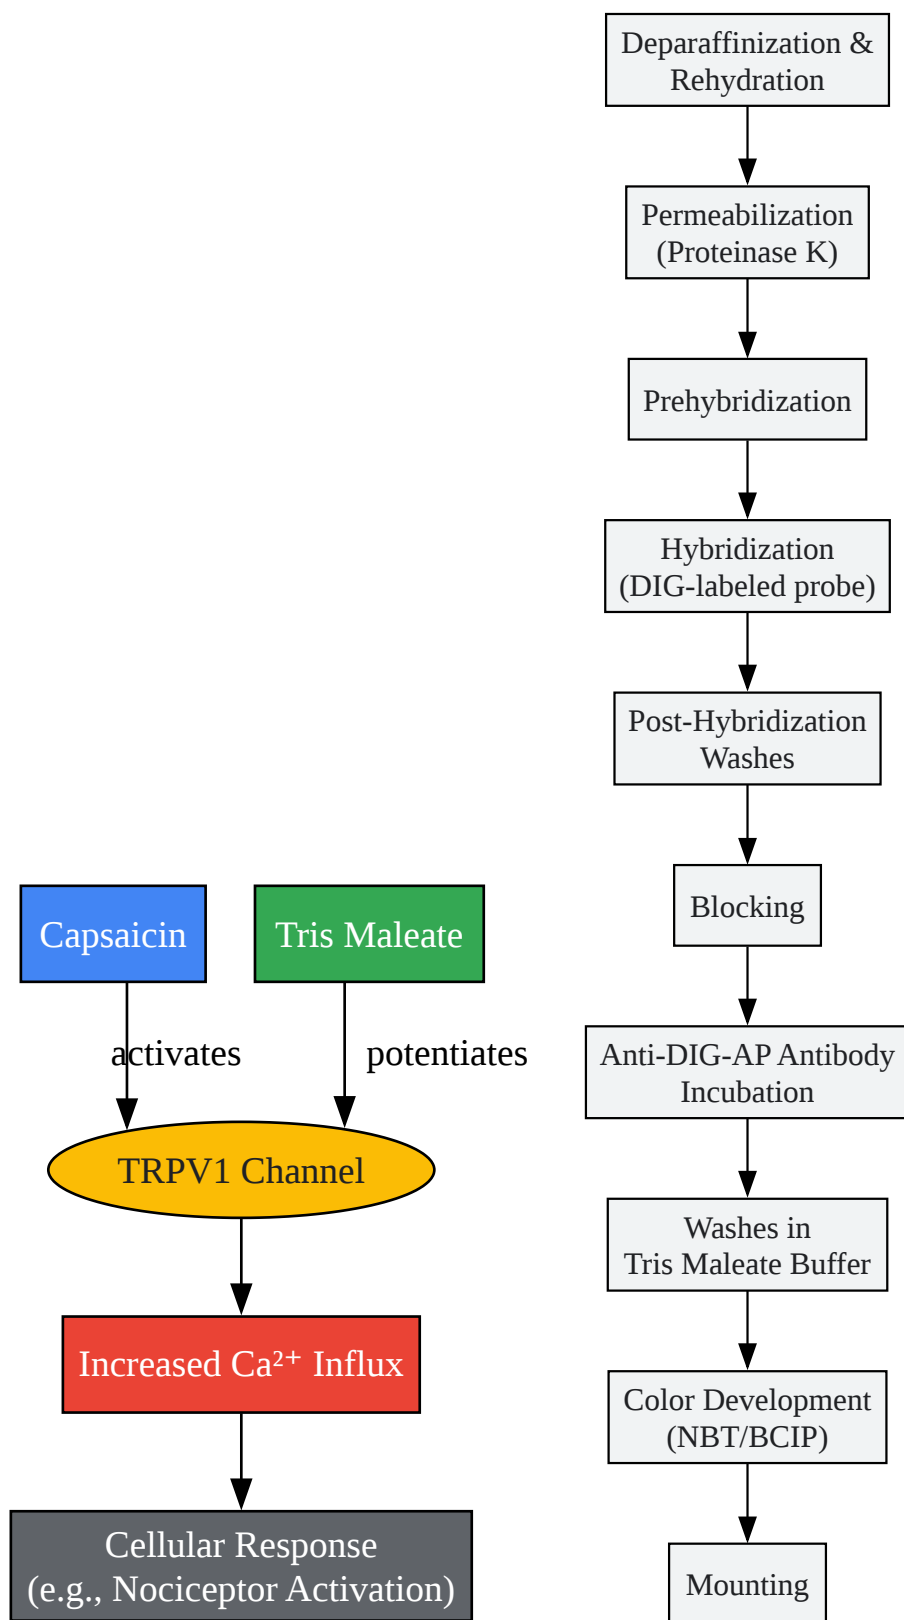 Deparaffinization &
Rehydration
Permeabilization
(Proteinase K)
Prehybridization
Hybridization
(DIG-labeled probe)
Post-Hybridization
Washes
Blocking
Anti-DIG-AP Antibody
Incubation
Washes in
Tris Maleate Buffer
Color Development
(NBT/BCIP)
Mounting
Capsaicin
Tris Maleate
activates
potentiates
TRPV1 Channel
Increased Ca²⁺ Influx
Cellular Response
(e.g., Nociceptor Activation)